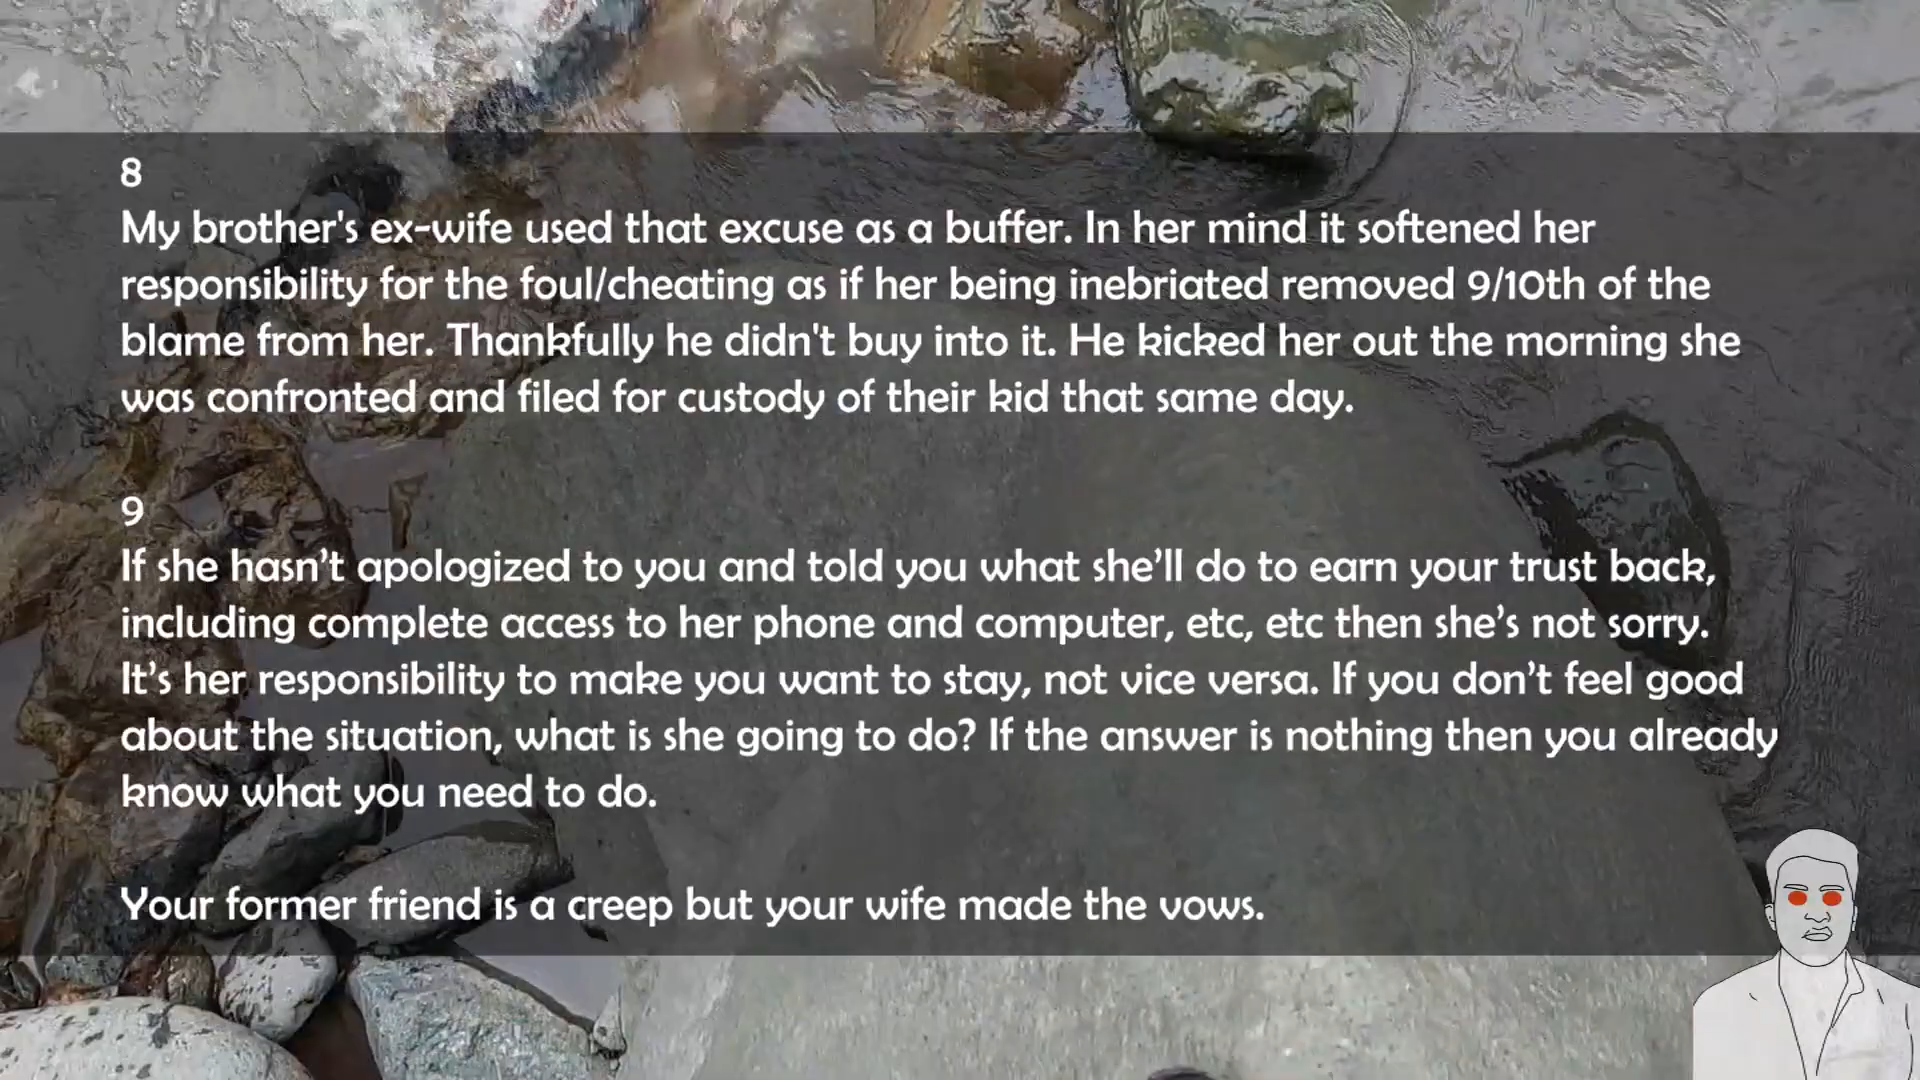 8
My brother's ex-wife used that excuse as a buffer. In her mind it softened her
responsibility for the foul/cheating as if her being inebriated removed 9/10th of the
blame from her. Thankfully he didn't buy into it. He kicked her out the morning she
was confronted and filed for custody of their kid that same day.
9
If she hasn’t apologized to you and told you what she’ll do to earn your trust back,
including complete access to her phone and computer, etc, etc then she’s not sorry.
It’s her responsibility to make you want to stay, not vice versa. If you don’t feel good
about the situation, what is she going to do? If the answer is nothing then you already
know what you need to do.
Your former friend is a creep but your wife made the vows.